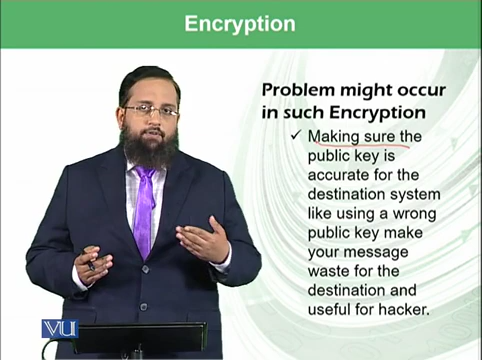 Encryption
Problem might occur
in such Encryption
✓ Making sure the
public key is
accurate for the
destination system
like using a wrong
public key make
your message
waste for the
destination and
useful for hacker.
VU